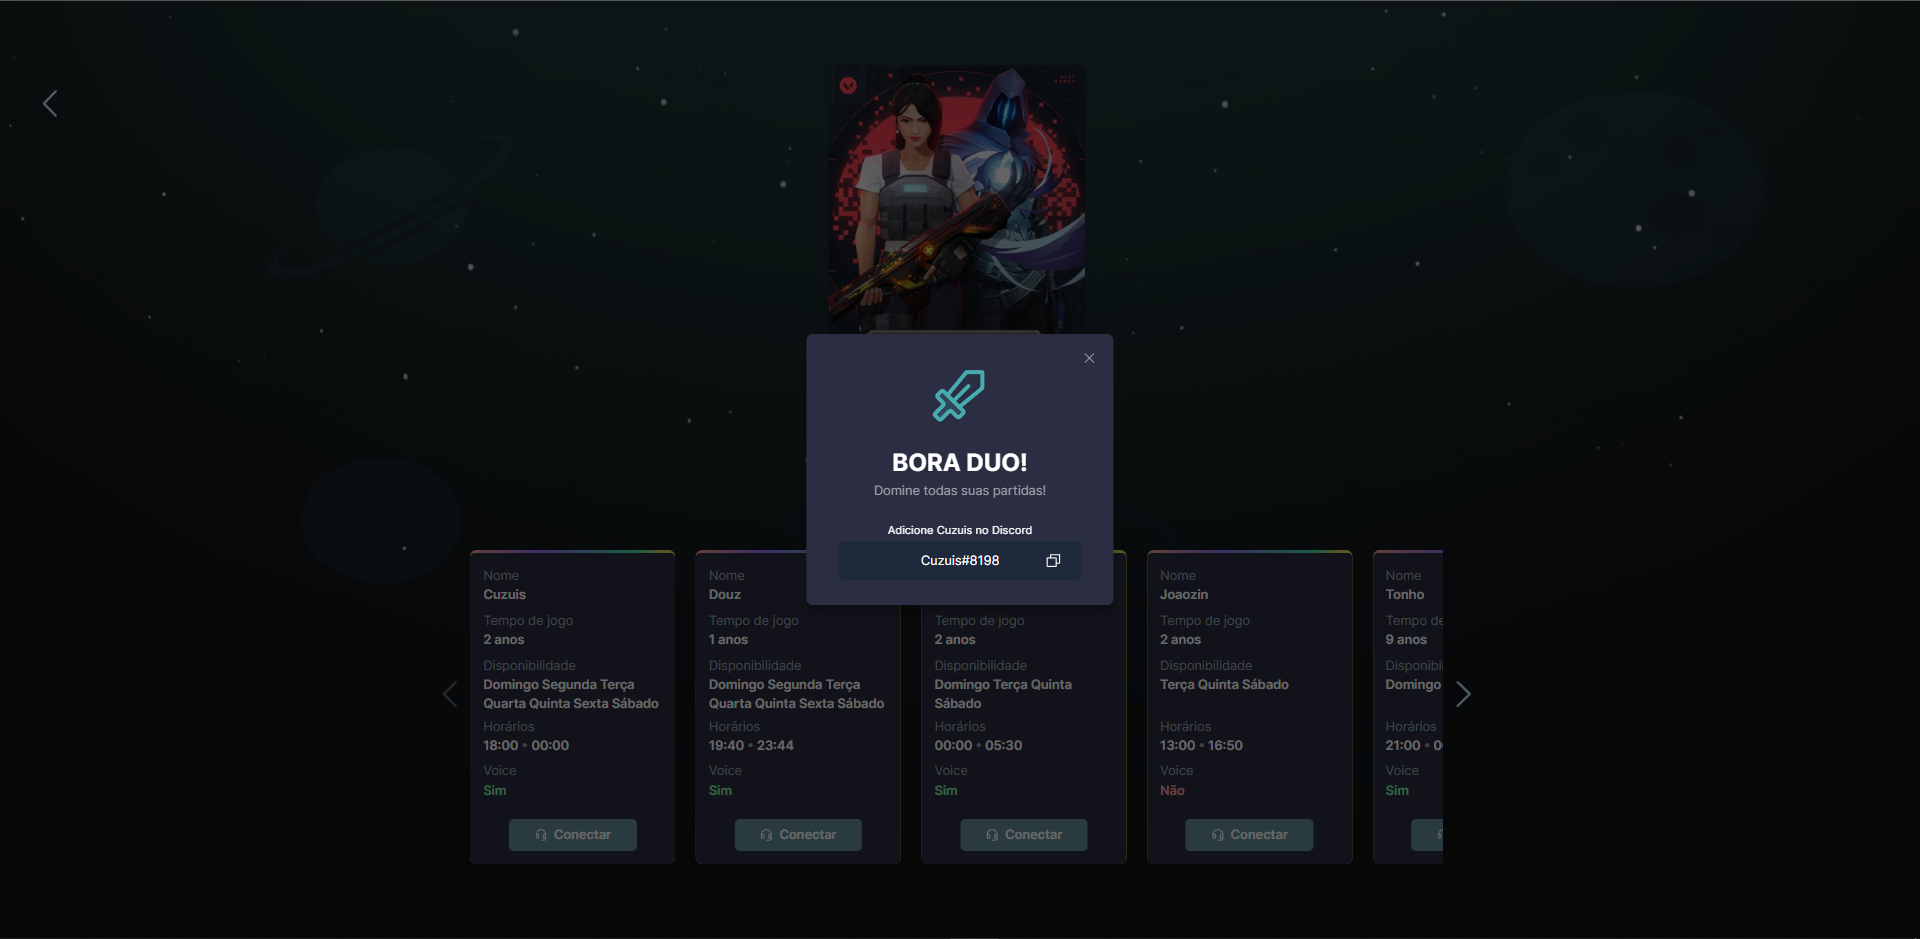 BORA DUO!
Domine todas suas partidas!
Adicione Cuzuis no Discord
Cuzuis#8198
Nome
Cuzuis
Tempo de jogo
2 anos
Disponibilidade
Domingo Segunda Terça
Quarta Quinta Sexta Sábado
Horários
18:00 • 00:00
Voice
Sim
Conectar
Nome
Douz
Tempo de jogo
1 anos
Disponibilidade
Domingo Segunda Terça
Quarta Quinta Sexta Sábado
Horários
19:40 • 23:44
Voice
Sim
Conectar
Tempo de jogo
2 anos
Disponibilidade
Domingo Terça Quinta
Sábado
Horários
00:00 • 05:30
Voice
Sim
Conectar
Nome
Joaozin
Tempo de jogo
2 anos
Disponibilidade
Terça Quinta Sábado
Horários
13:00 • 16:50
Voice
Não
Conectar
Nome
Tonho
Tempo de
9 anos
Disponibil
Domingo
Horários
21:00 • 0
Voice
Sim